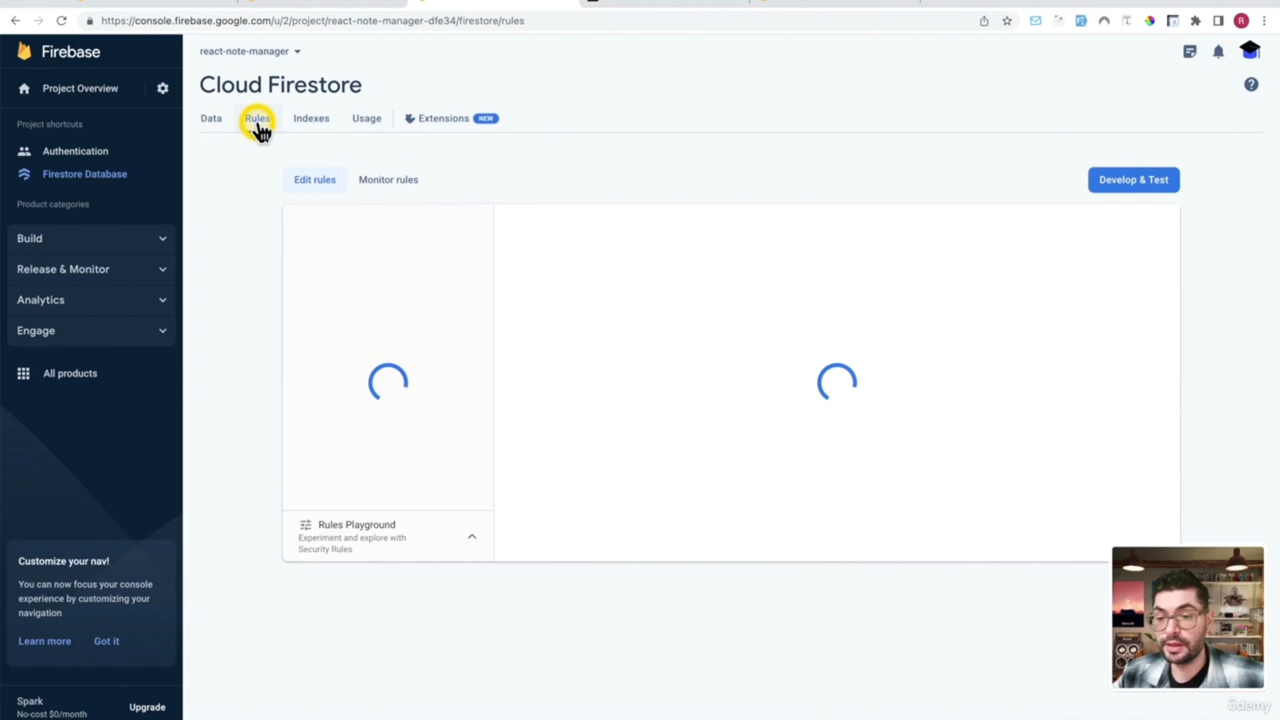 https://console.firebase.google.com/u/2/project/react-note-manager-dfe34/firestore/rules
R
Firebase
react-note-manager
Project Overview
Cloud Firestore
Data
Rules
Indexes
Usage
Extensions
NEW
Project shortcuts
Authentication
Firestore Database
Product categories
Build
Release & Monitor
Analytics
Engage
All products
Edit rules
Monitor rules
Develop & Test
Rules Playground
Experiment and explore with
Security Rules
Customize your nav!
You can now focus your console
experience by customizing your
navigation
Learn more
Got it
Spark
No-cost $0/month
Upgrade
ûdemy